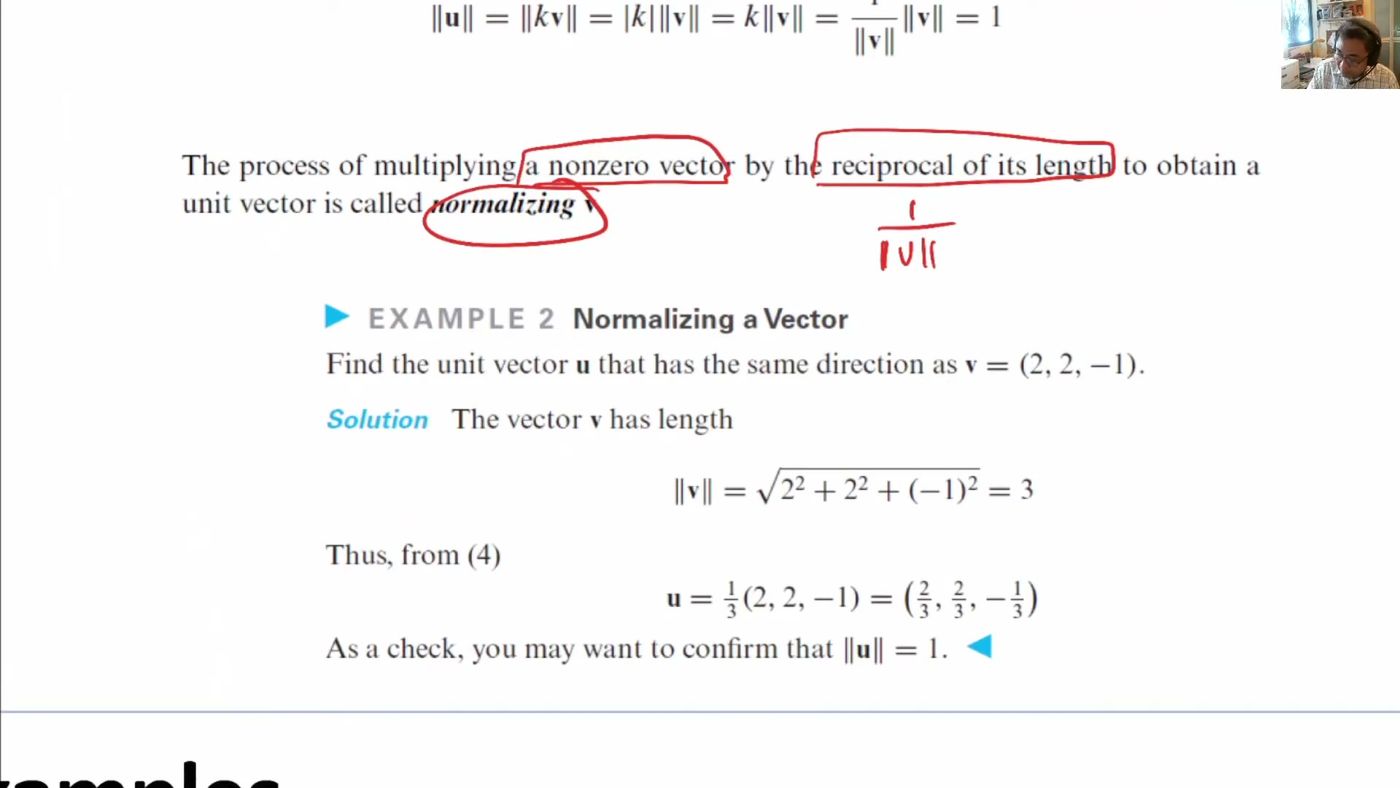 ‖u‖ = ‖kv‖ = |k|‖v‖ = k‖v‖ = 1/‖v‖ ‖v‖ = 1
The process of multiplying a nonzero vector by the reciprocal of its length to obtain a
unit vector is called normalizing v
1
‖v‖
EXAMPLE 2 Normalizing a Vector
Find the unit vector u that has the same direction as v = (2, 2, −1).
Solution The vector v has length
‖v‖ = √(2² + 2² + (−1)²) = 3
Thus, from (4)
u = 1/3(2, 2, −1) = (2/3, 2/3, −1/3)
As a check, you may want to confirm that ‖u‖ = 1.